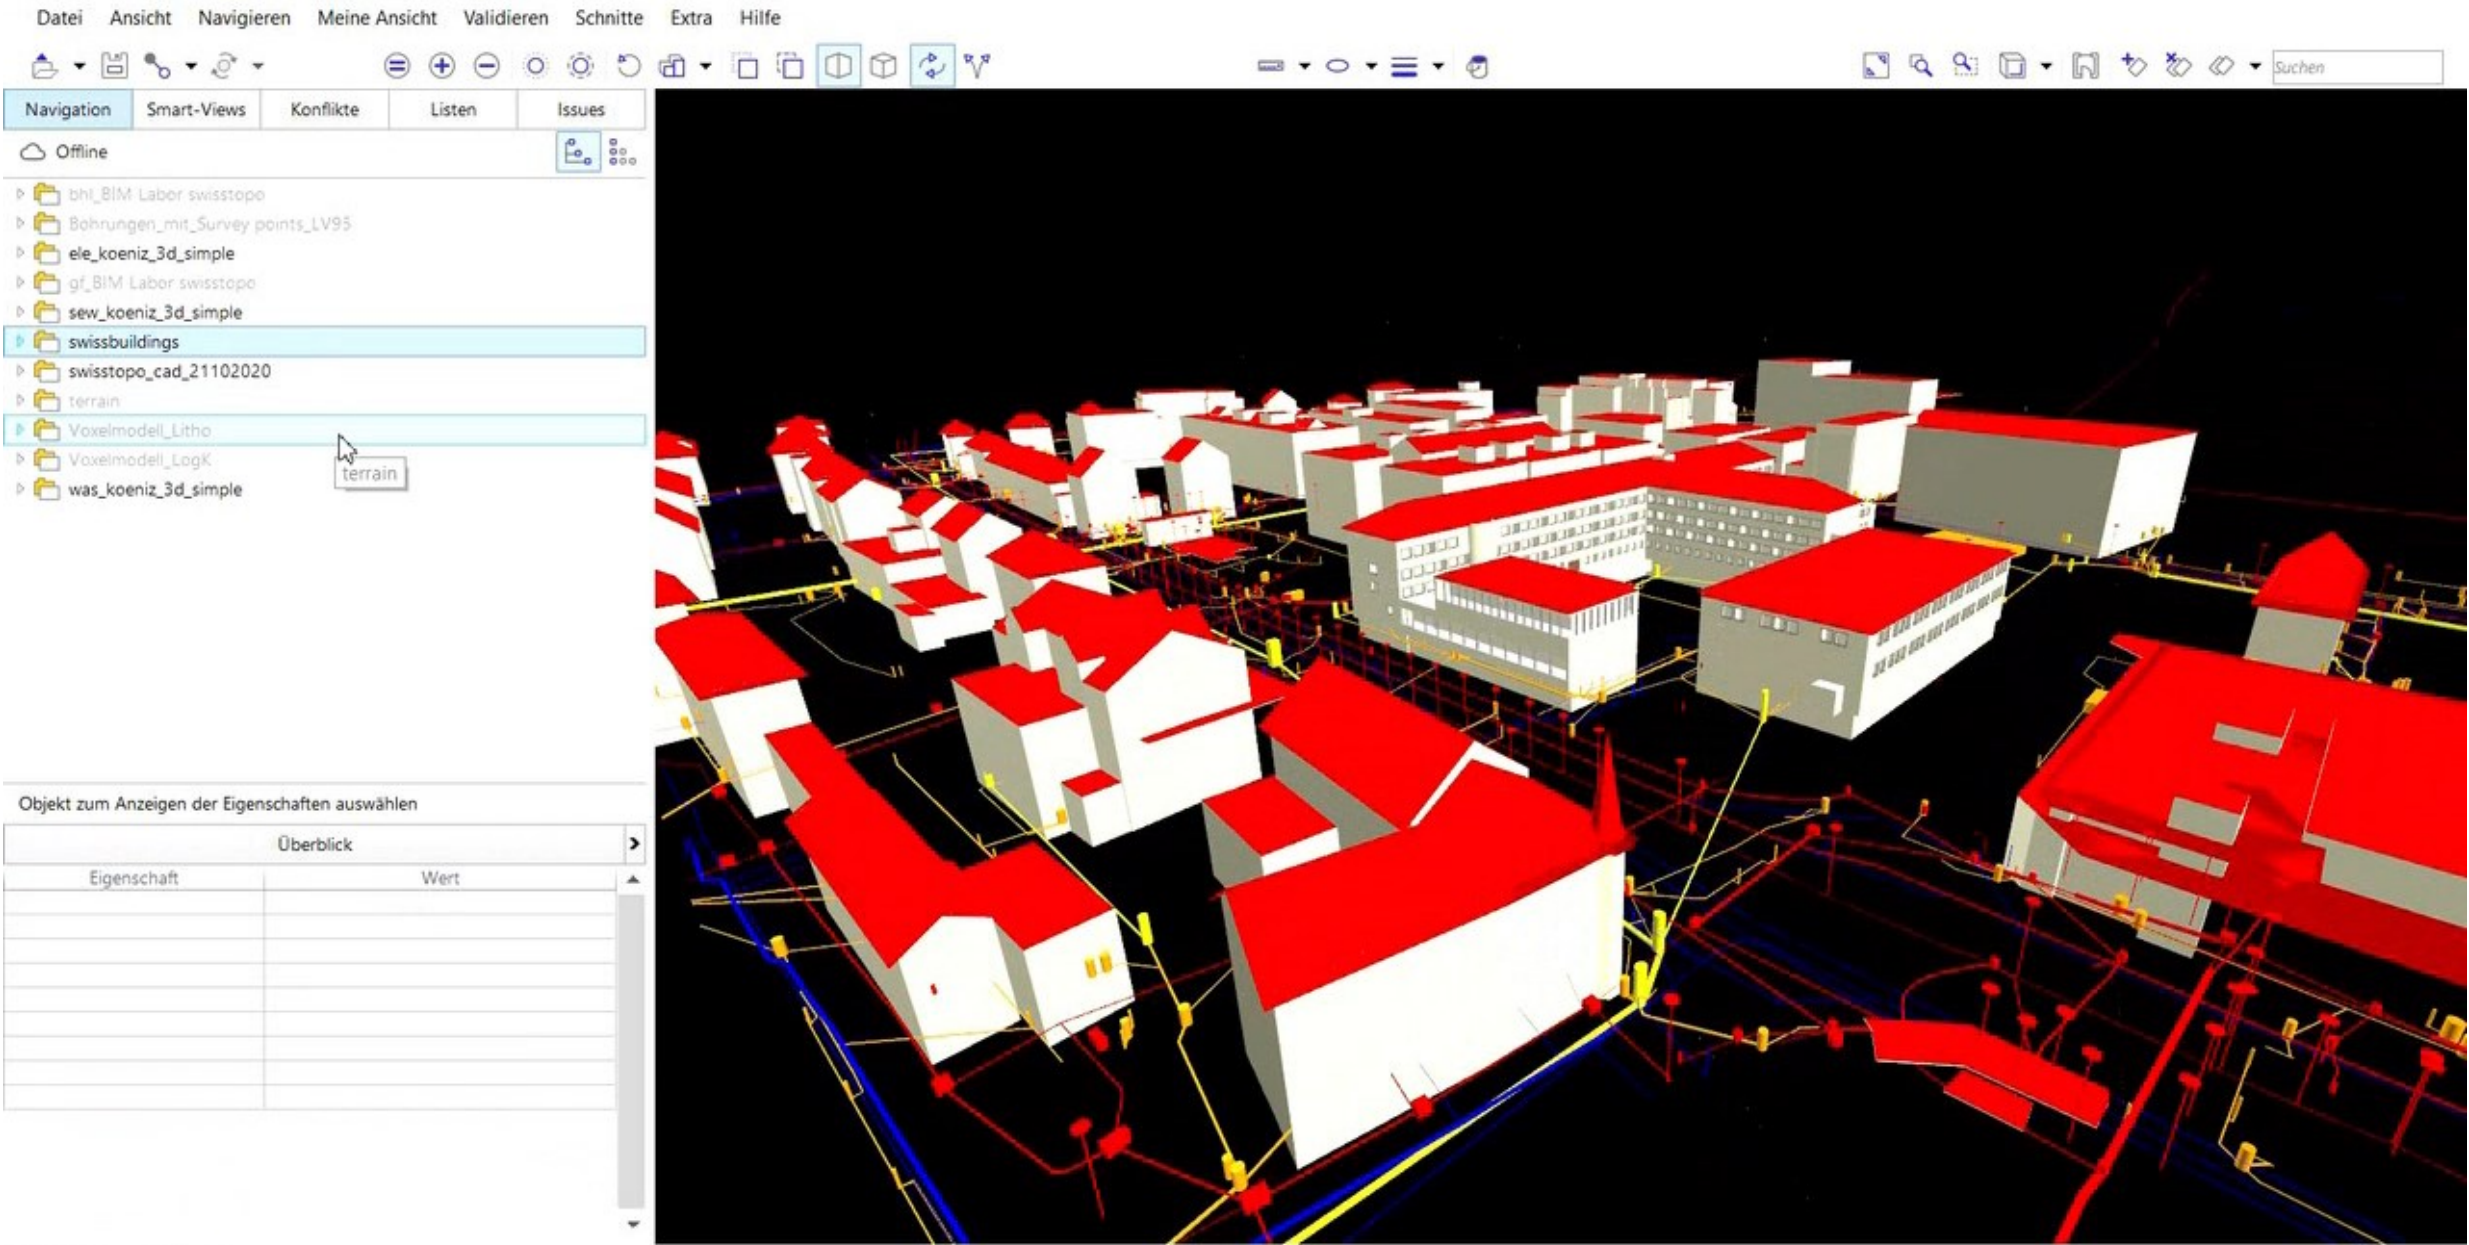 Datei Ansicht Navigieren Meine Ansicht Validieren Schnitte Extra Hilfe
Suchen
Navigation Smart-Views Konflikte Listen Issues
Offline
bhl_BIM Labor swisstopo
Bohrungen_mit_Survey points_LV95
ele_koeniz_3d_simple
gf_BIM Labor swisstopo
sew_koeniz_3d_simple
swissbuildings
swisstopo_cad_21102020
terrain
Voxelmodell_Litho
Voxelmodell_LogK
terrain
was_koeniz_3d_simple
Objekt zum Anzeigen der Eigenschaften auswählen
Überblick
Eigenschaft Wert